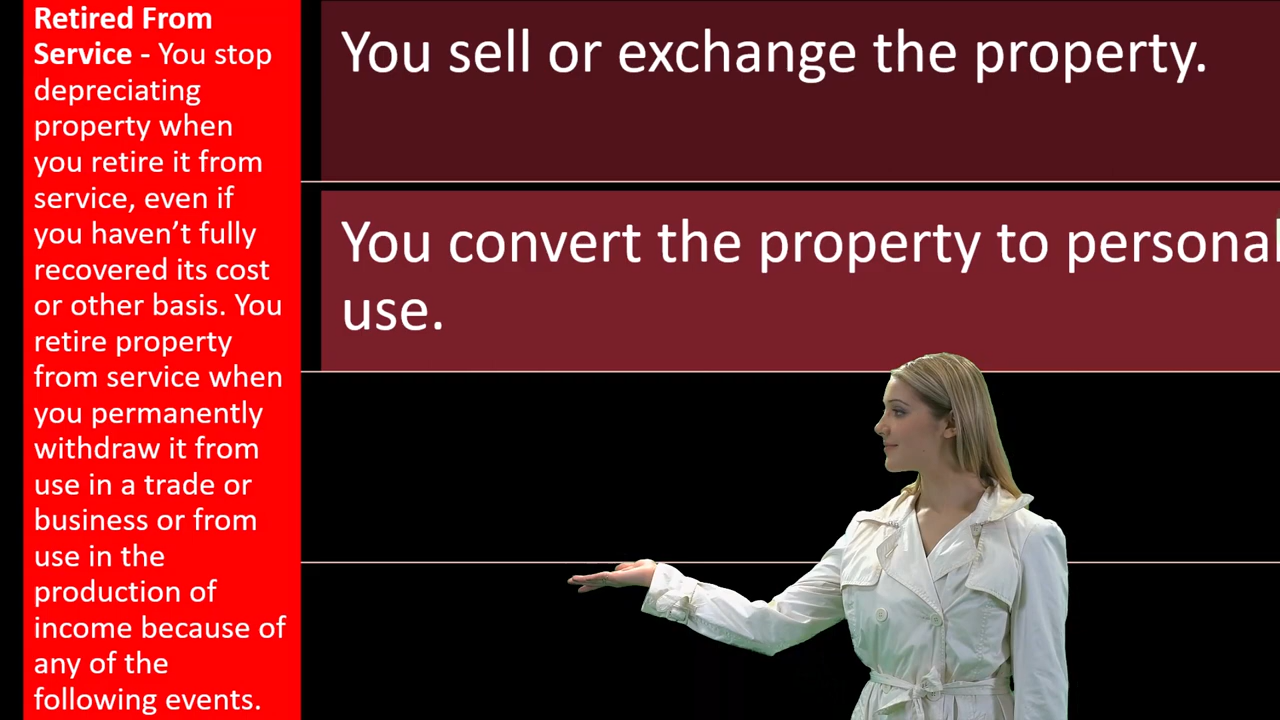 Retired From
Service - You stop
depreciating
property when
you retire it from
service, even if
you haven’t fully
recovered its cost
or other basis. You
retire property
from service when
you permanently
withdraw it from
use in a trade or
business or from
use in the
production of
income because of
any of the
following events.
You sell or exchange the property.
You convert the property to personal
use.